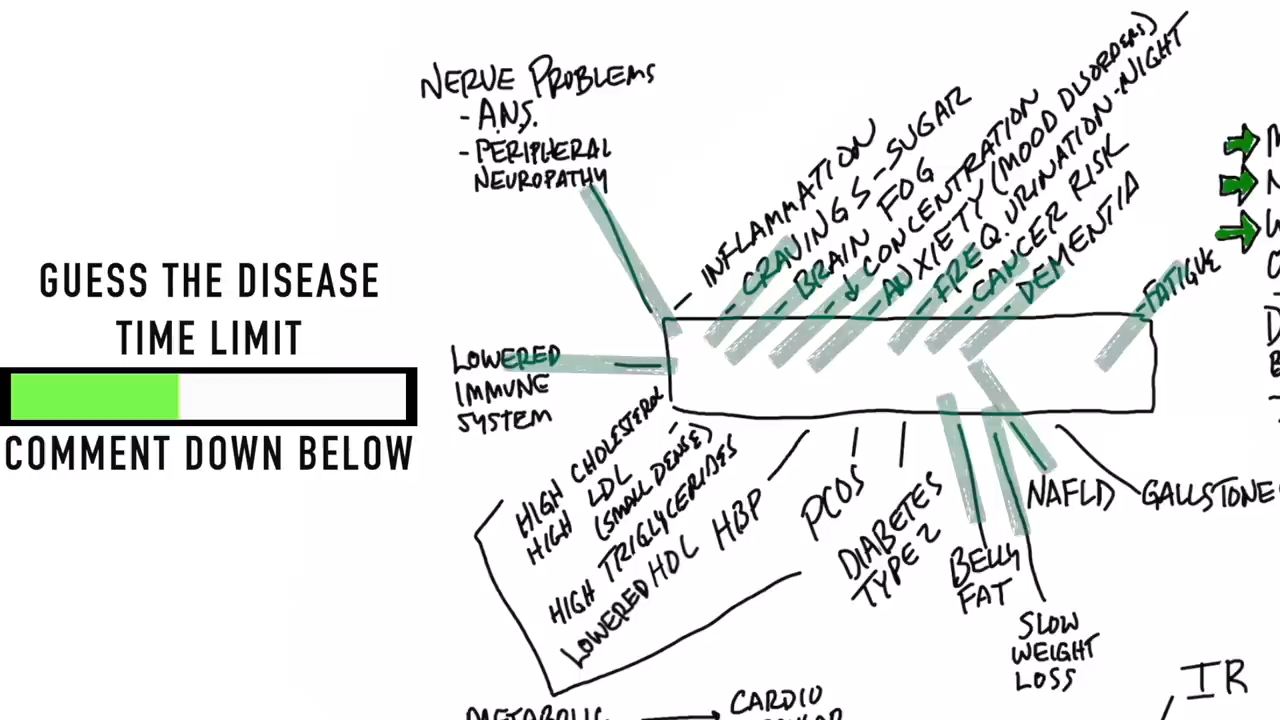 GUESS THE DISEASE
TIME LIMIT
COMMENT DOWN BELOW
NERVE PROBLEMS
- A.N.S.
- PERIPHERAL
NEUROPATHY
INFLAMMATION
- CRAVINGS - SUGAR
- BRAIN FOG
- ↓ CONCENTRATION
- ANXIETY (MOOD DISORDERS)
- FREQ. URINATION - NIGHT
- CANCER RISK
- DEMENTIA
- FATIGUE
LOWERED
IMMUNE
SYSTEM
HIGH CHOLESTEROL
HIGH LDL
(SMALL DENSE)
HIGH TRIGLYCERIDES
LOWERED HDL
HBP
PCOS
DIABETES
TYPE 2
BELLY
FAT
SLOW
WEIGHT
LOSS
NAFLD
GALLSTONE
METABOLIC
CARDIO
IR